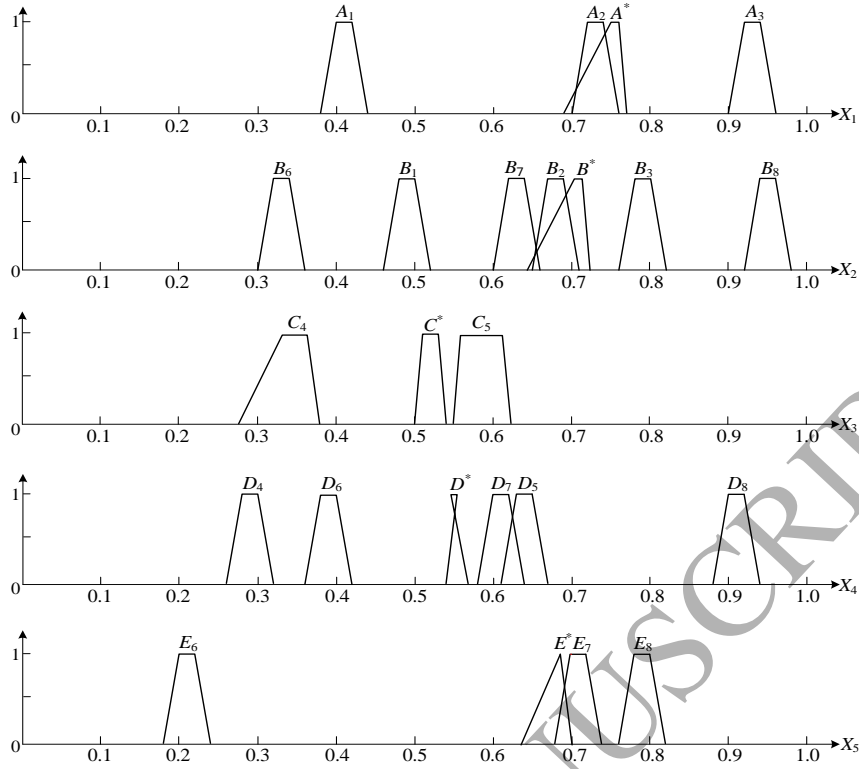 1 A₁ A₂ A* A₃
0 0.1 0.2 0.3 0.4 0.5 0.6 0.7 0.8 0.9 1.0 X₁
1 B₆ B₁ B₇ B₂ B* B₃ B₈
0 0.1 0.2 0.3 0.4 0.5 0.6 0.7 0.8 0.9 1.0 X₂
1 C₄ C* C₅
0 0.1 0.2 0.3 0.4 0.5 0.6 0.7 0.8 0.9 1.0 X₃
1 D₄ D₆ D* D₇ D₅ D₈
0 0.1 0.2 0.3 0.4 0.5 0.6 0.7 0.8 0.9 1.0 X₄
1 E₆ E* E₇ E₈
0 0.1 0.2 0.3 0.4 0.5 0.6 0.7 0.8 0.9 1.0 X₅
USCRI